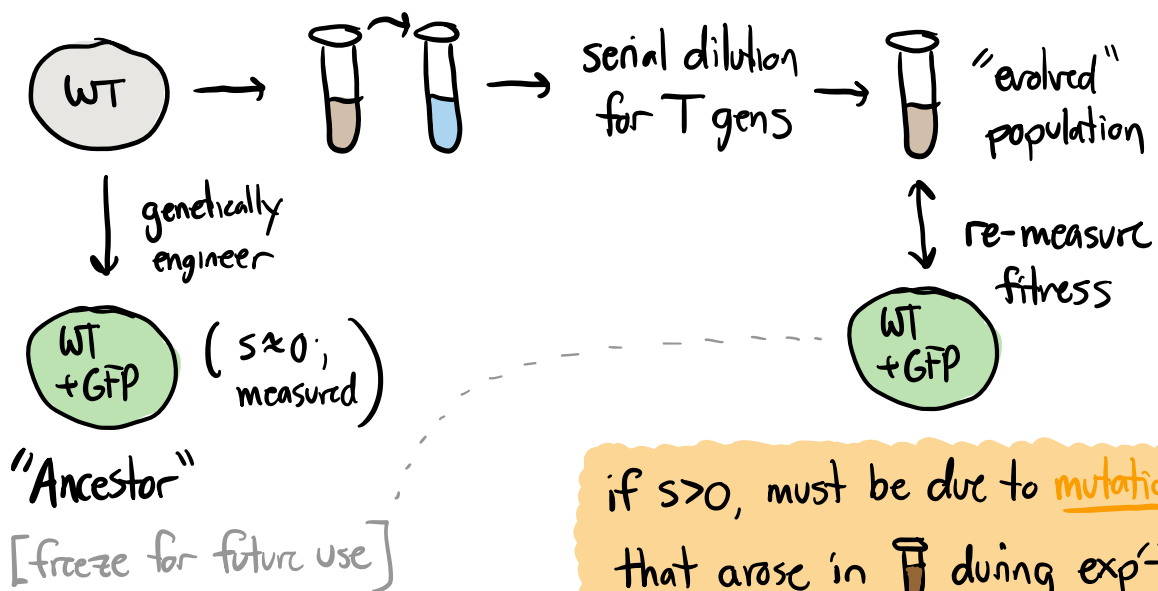 WT
serial dilution
for T gens
"evolved"
population
genetically
engineer
re-measure
fitness
WT
+GFP
(s≈0;
measured)
WT
+GFP
"Ancestor"
[freeze for future use]
if s>0, must be due to
that arose in during exp't